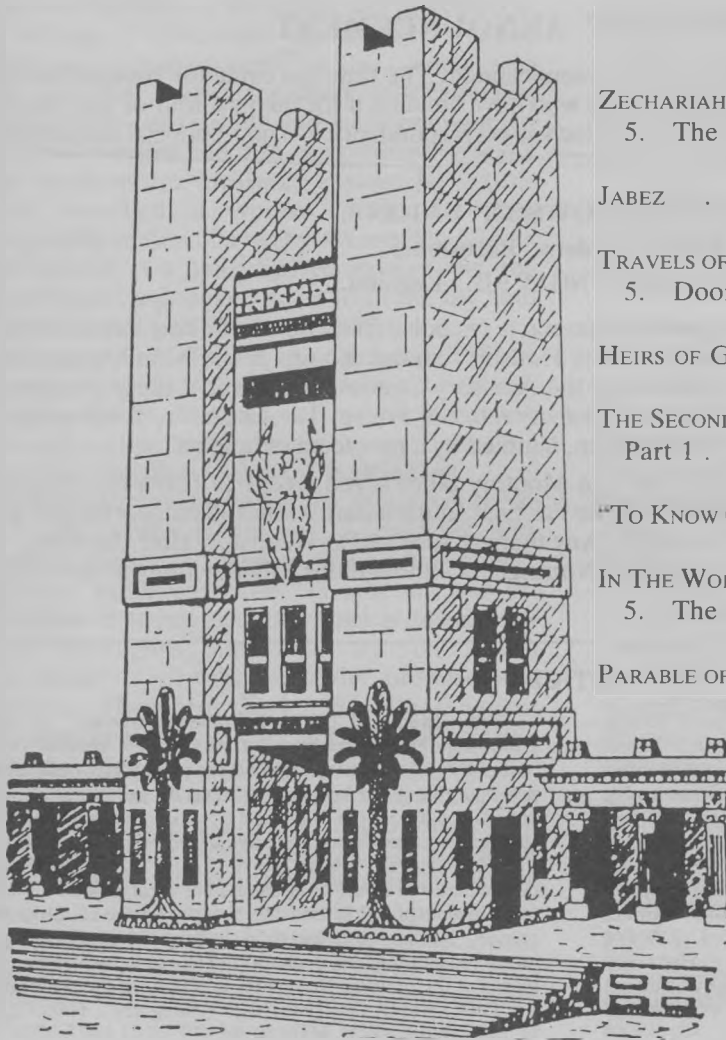 ZECHARIAH
5. The
JABEZ .
TRAVELS OF
5. DOO
HEIRS OF G
THE SECON
Part 1 .
"TO KNOW
IN THE WO
5. The
PARABLE OF